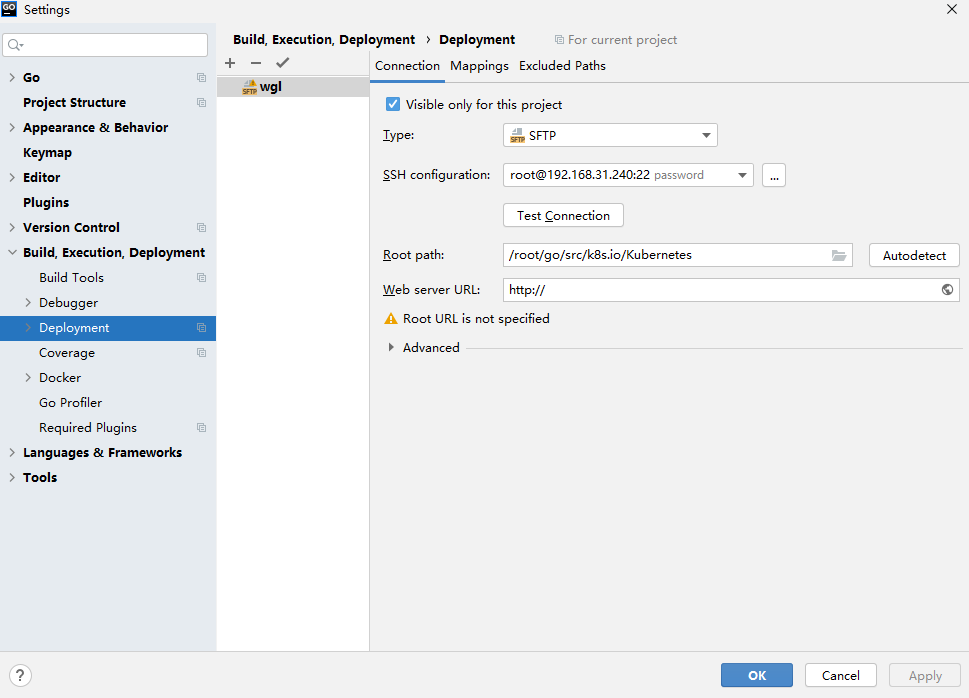 GO Settings
Build, Execution, Deployment › Deployment For current project
Go
Project Structure
Appearance & Behavior
Keymap
Editor
Plugins
Version Control
Build, Execution, Deployment
Build Tools
Debugger
Deployment
Coverage
Docker
Go Profiler
Required Plugins
Languages & Frameworks
Tools
SFTP wgl
Connection Mappings Excluded Paths
Visible only for this project
Type: SFTP SFTP
SSH configuration: root@192.168.31.240:22 password ...
Test Connection
Root path: /root/go/src/k8s.io/Kubernetes Autodetect
Web server URL: http://
Root URL is not specified
Advanced
? OK Cancel Apply